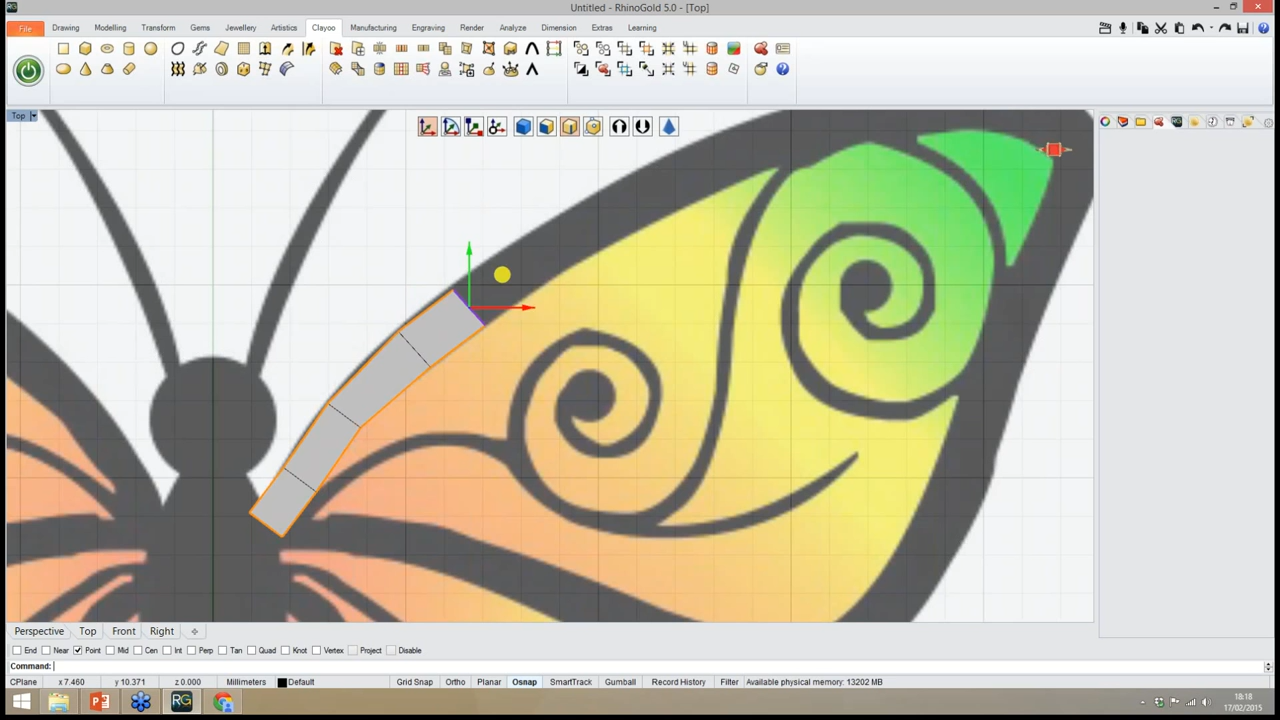 Untitled - RhinoGold 5.0 - [Top]
File Drawing Modelling Transform Gems Jewellery Artistics Clayoo Manufacturing Engraving Render Analyze Dimension Extras Learning
Top
Perspective Top Front Right
End Near Point Mid Cen Int Perp Tan Quad Knot Vertex Project Disable
Command:
CPlane x 7.460 y 10.371 z 0.000 Millimeters Default Grid Snap Ortho Planar Osnap SmartTrack Gumball Record History Filter Available physical memory: 13202 MB
RG
18:18
17/02/2015